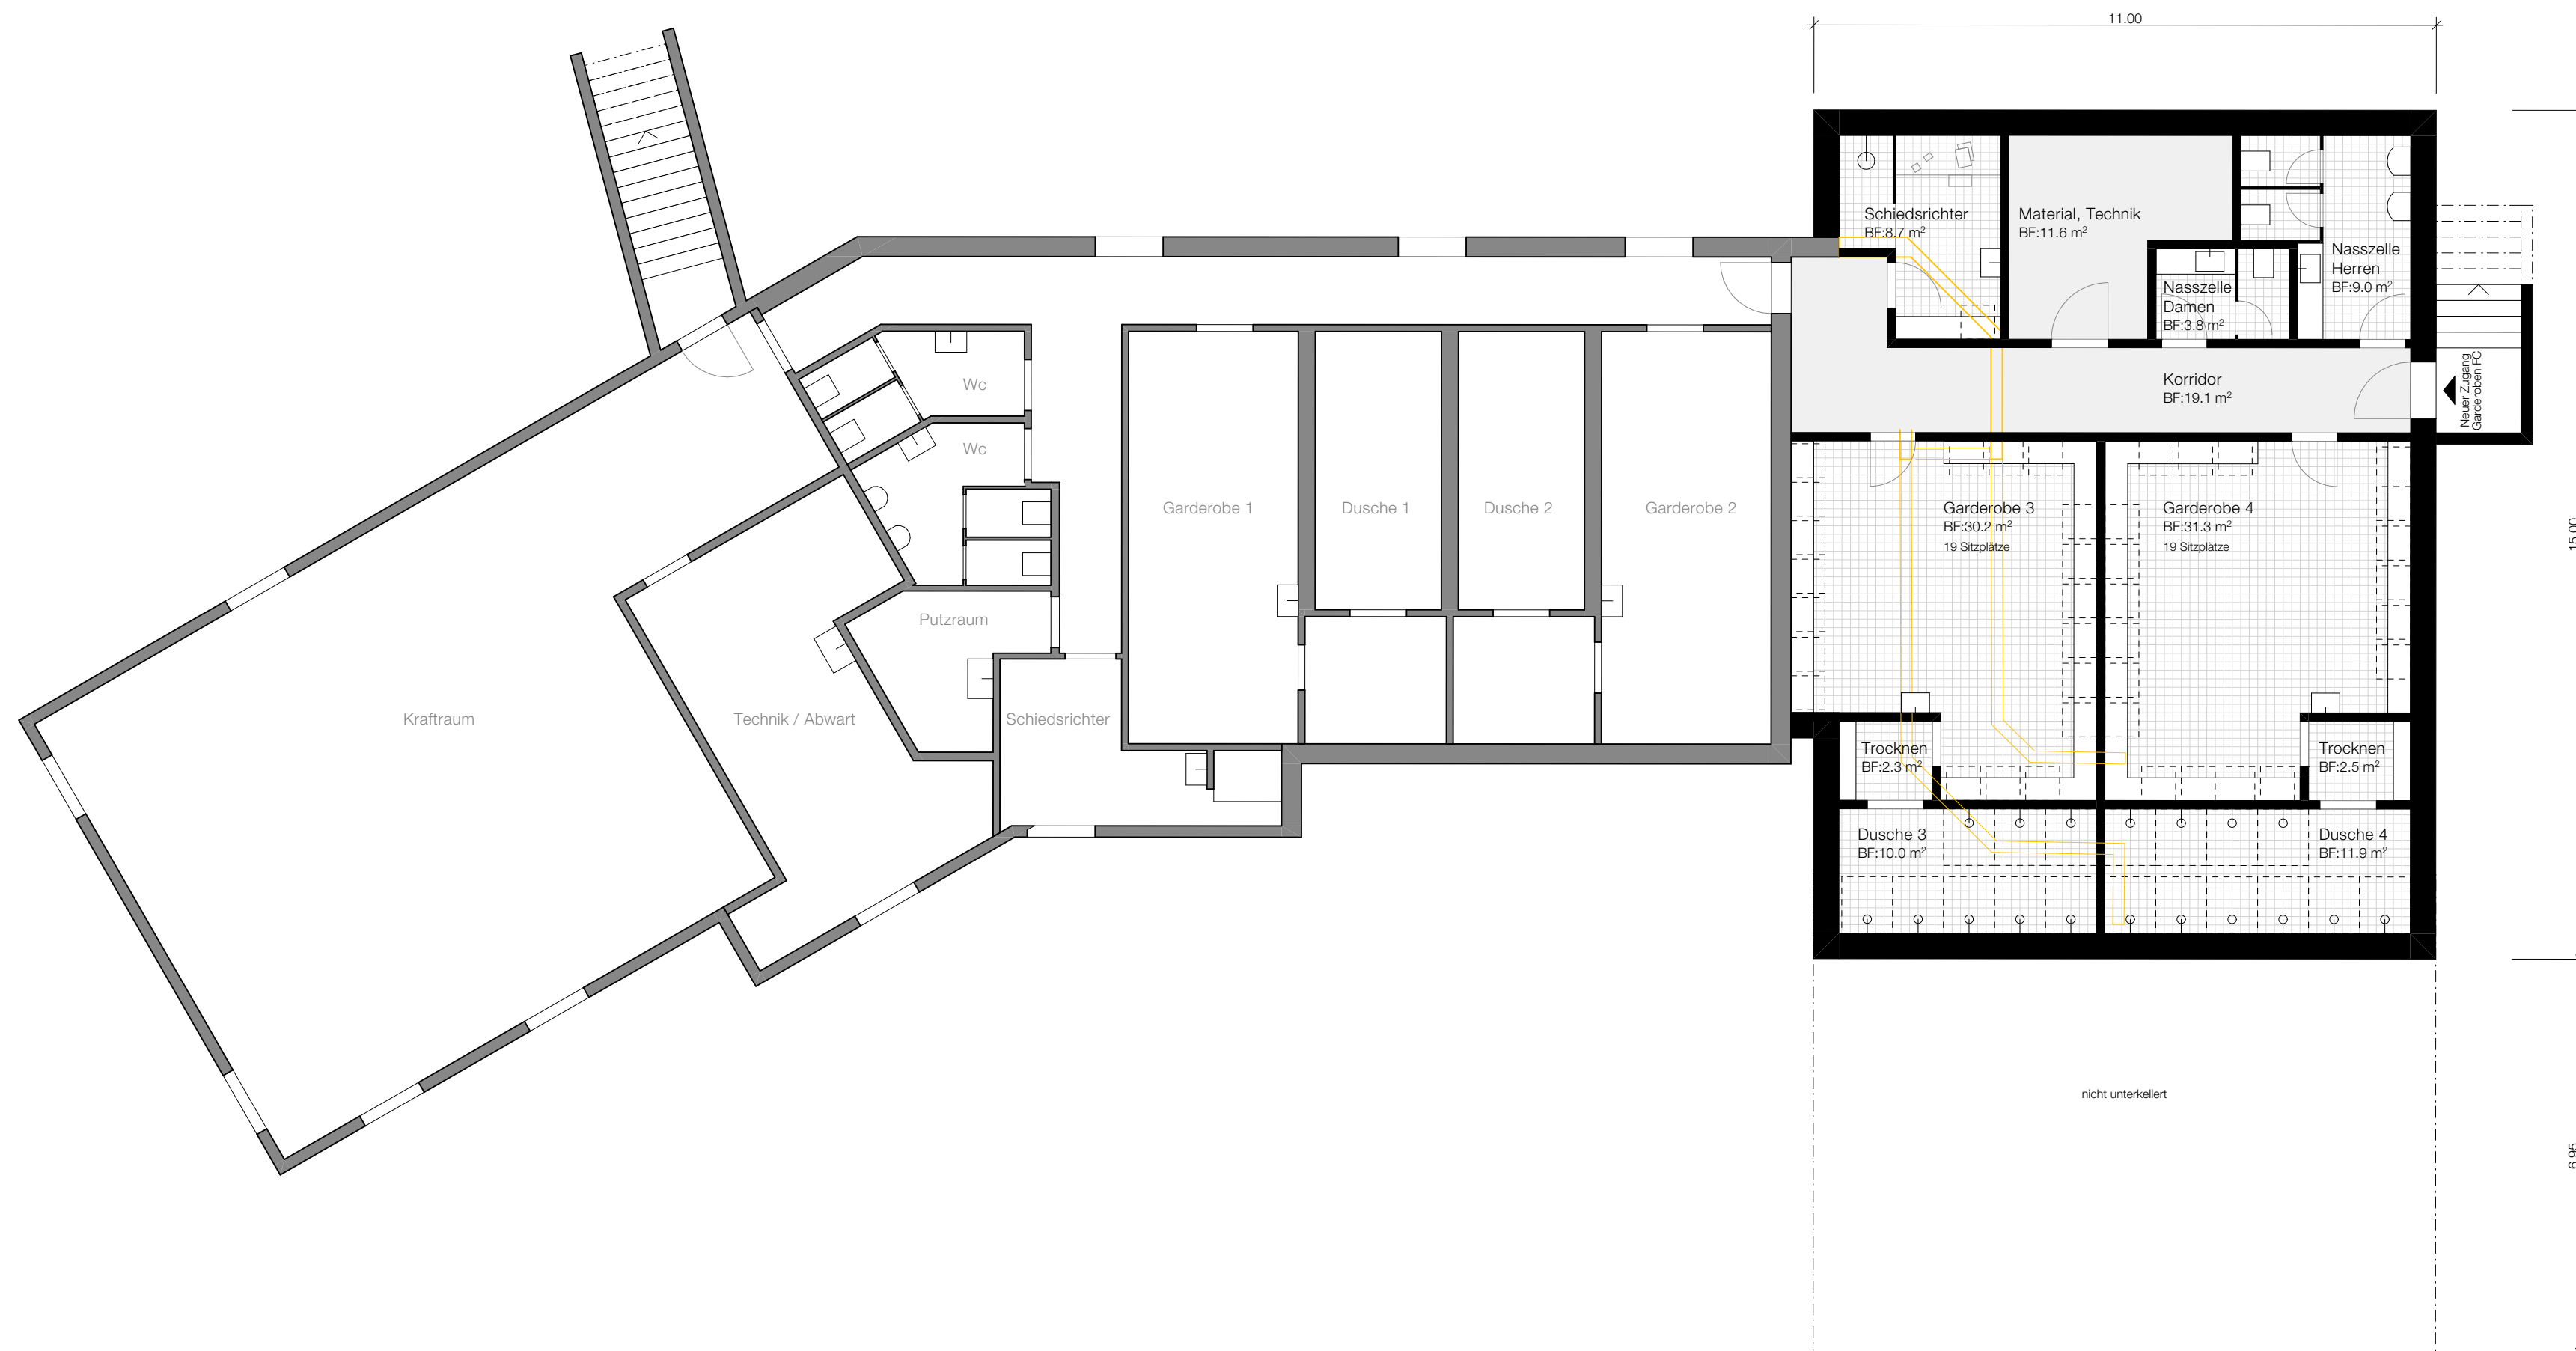 11.00
Schiedsrichter
BF:8.7 m²
Material, Technik
BF:11.6 m²
Nasszelle
Herren
BF:9.0 m²
Nasszelle
Damen
BF:3.8 m²
Korridor
BF:19.1 m²
Neuer Zugang
Garderoben FC
Wc
Wc
Garderobe 1
Dusche 1
Dusche 2
Garderobe 2
Garderobe 3
BF:30.2 m²
19 Sitzplätze
Garderobe 4
BF:31.3 m²
19 Sitzplätze
15.00
Putzraum
Kraftraum
Technik / Abwart
Schiedsrichter
Trocknen
BF:2.3 m²
Trocknen
BF:2.5 m²
Dusche 3
BF:10.0 m²
Dusche 4
BF:11.9 m²
nicht unterkellert
6.95